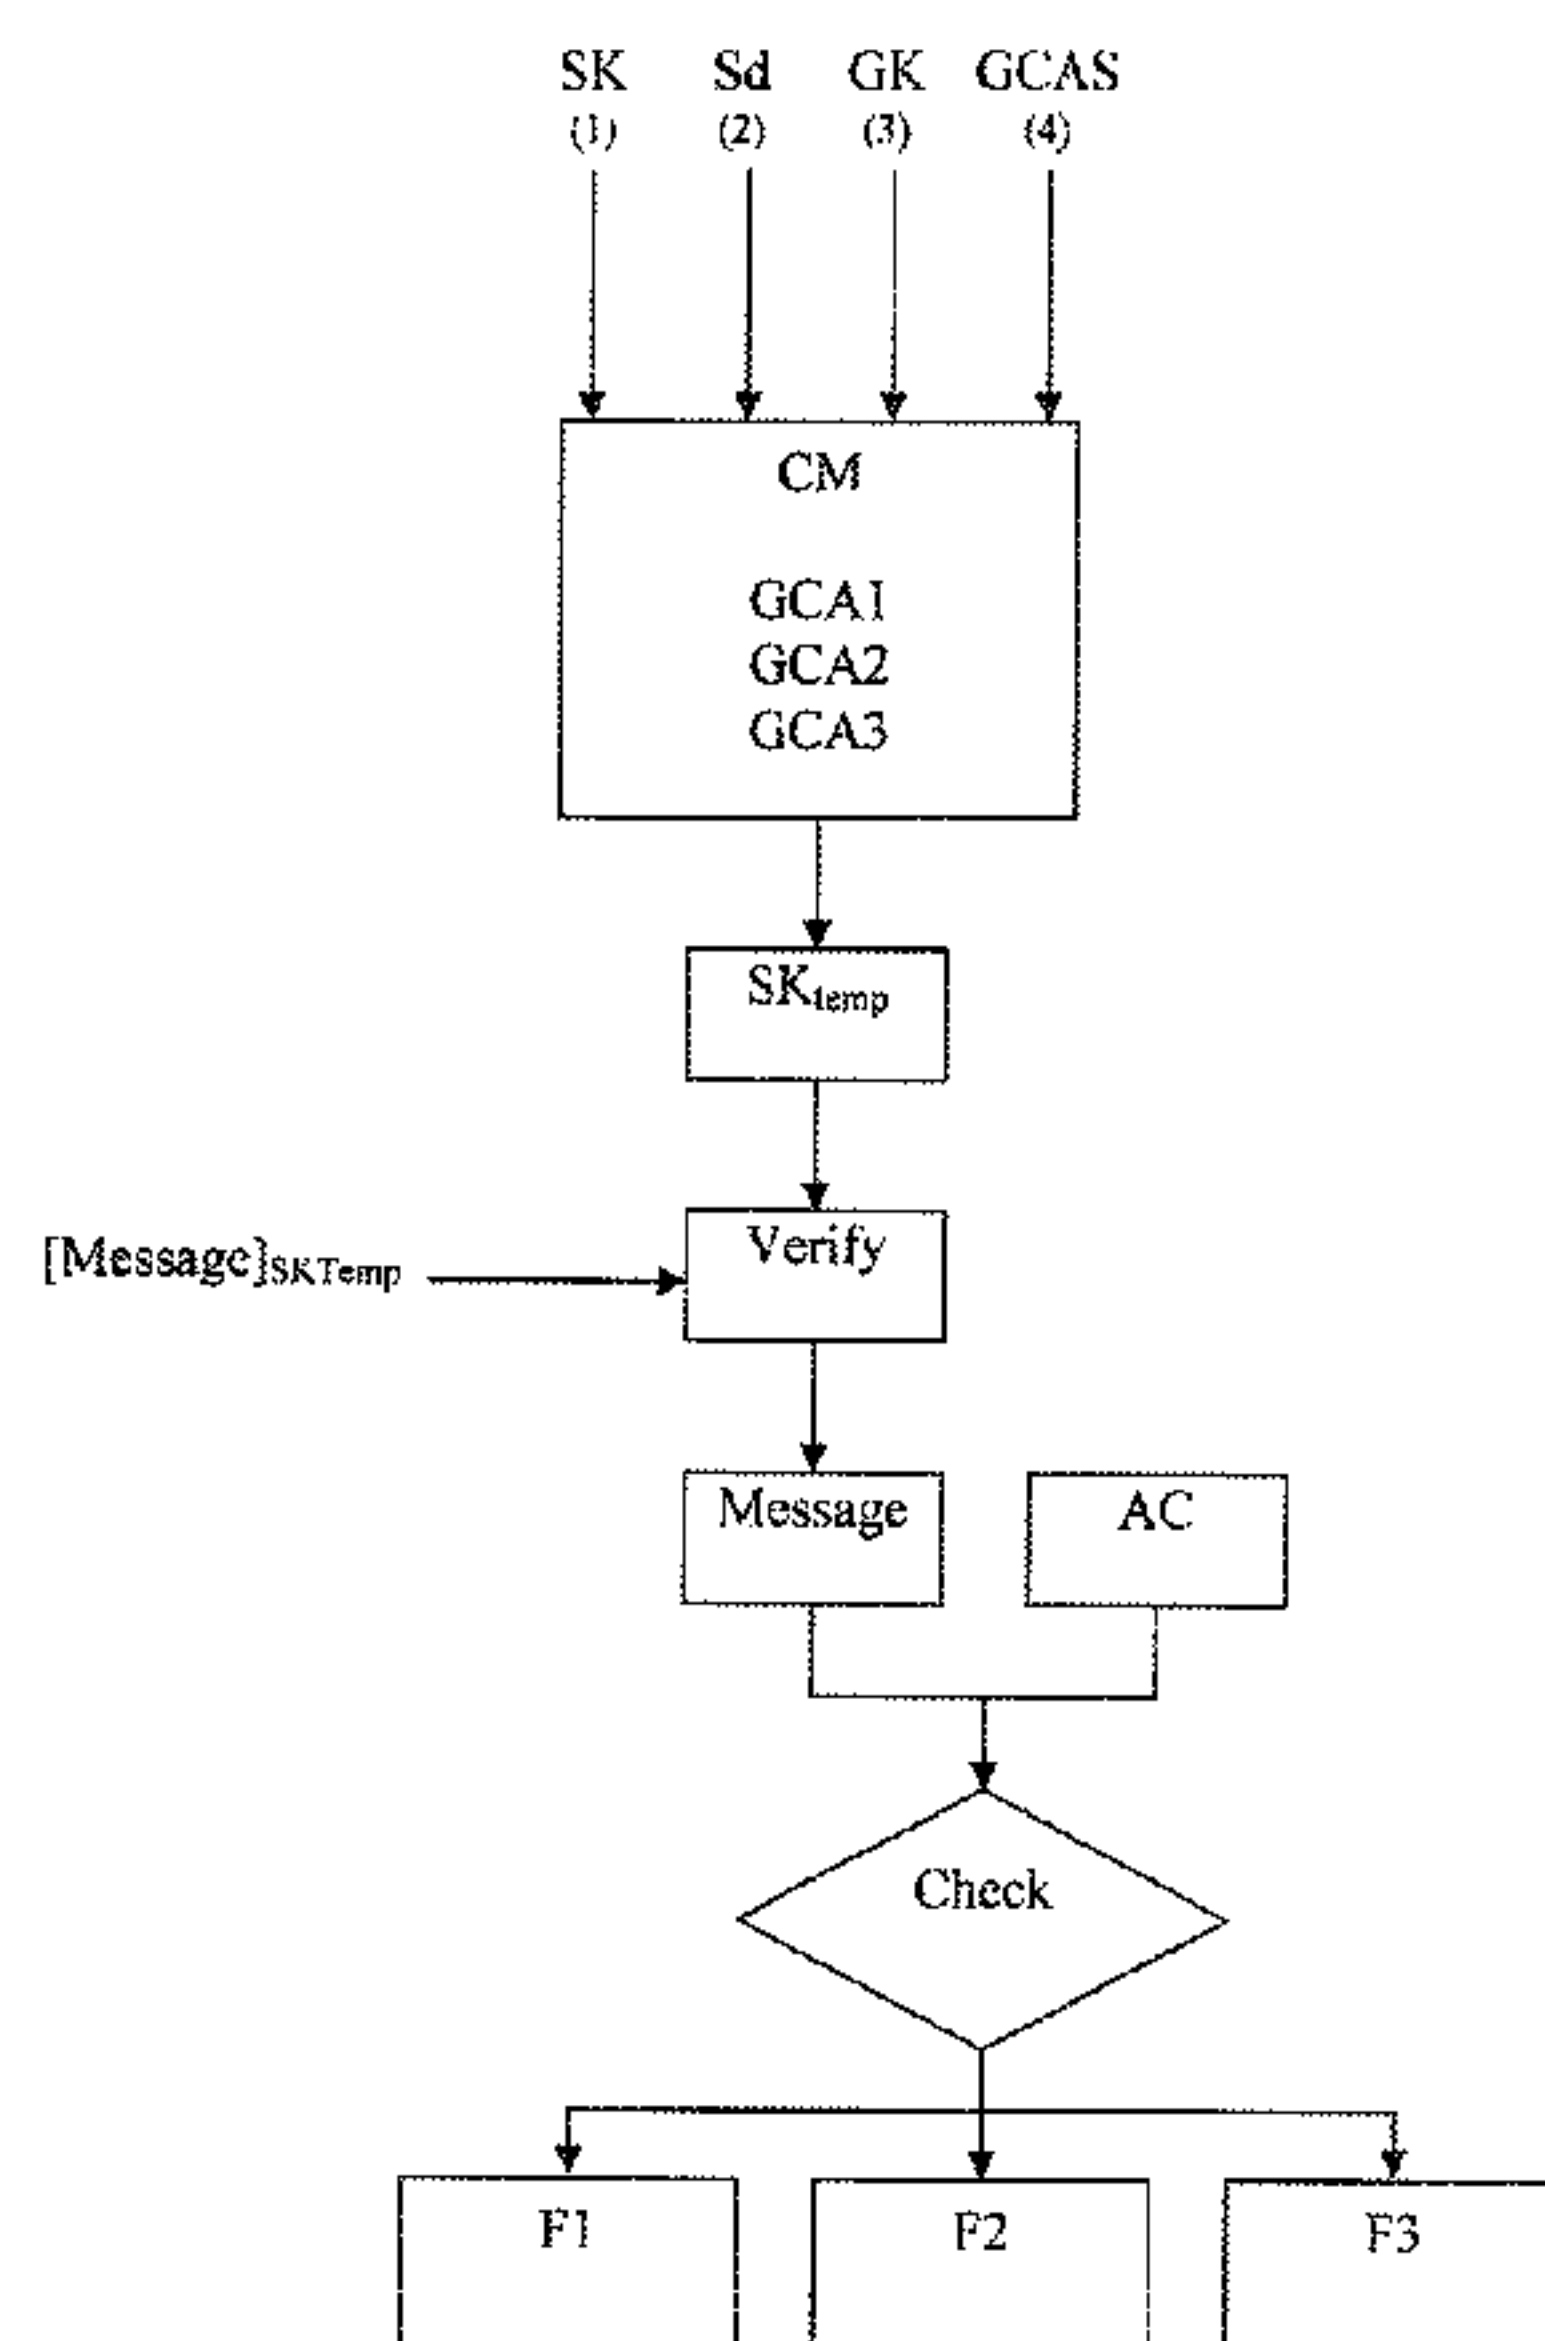 SK Sd GK GCAS
(1) (2) (3) (4)
CM
GCA1
GCA2
GCA3
SKtemp
[Message]SKTemp
Verify
Message AC
Check
F1 F2 F3